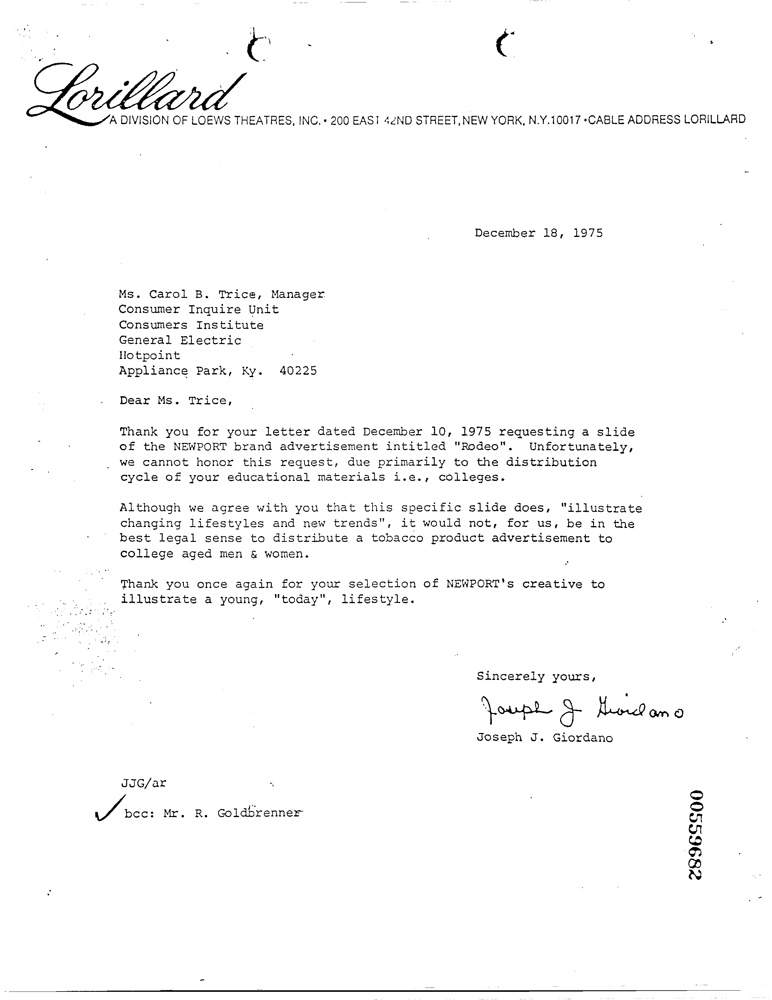 Lorillard
A DIVISION OF LOEWS THEATRES, INC. • 200 EAST 42ND STREET, NEW YORK, N.Y. 10017 • CABLE ADDRESS LORILLARD
December 18, 1975
Ms. Carol B. Trice, Manager
Consumer Inquire Unit
Consumers Institute
General Electric
Hotpoint
Appliance Park, Ky. 40225
Dear Ms. Trice,
Thank you for your letter dated December 10, 1975 requesting a slide
of the NEWPORT brand advertisement intitled "Rodeo". Unfortunately,
we cannot honor this request, due primarily to the distribution
cycle of your educational materials i.e., colleges.
Although we agree with you that this specific slide does, "illustrate
changing lifestyles and new trends", it would not, for us, be in the
best legal sense to distribute a tobacco product advertisement to
college aged men & women.
Thank you once again for your selection of NEWPORT's creative to
illustrate a young, "today", lifestyle.
Sincerely yours,
Joseph J Giordano
Joseph J. Giordano
JJG/ar
bcc: Mr. R. Goldbrenner
00559682